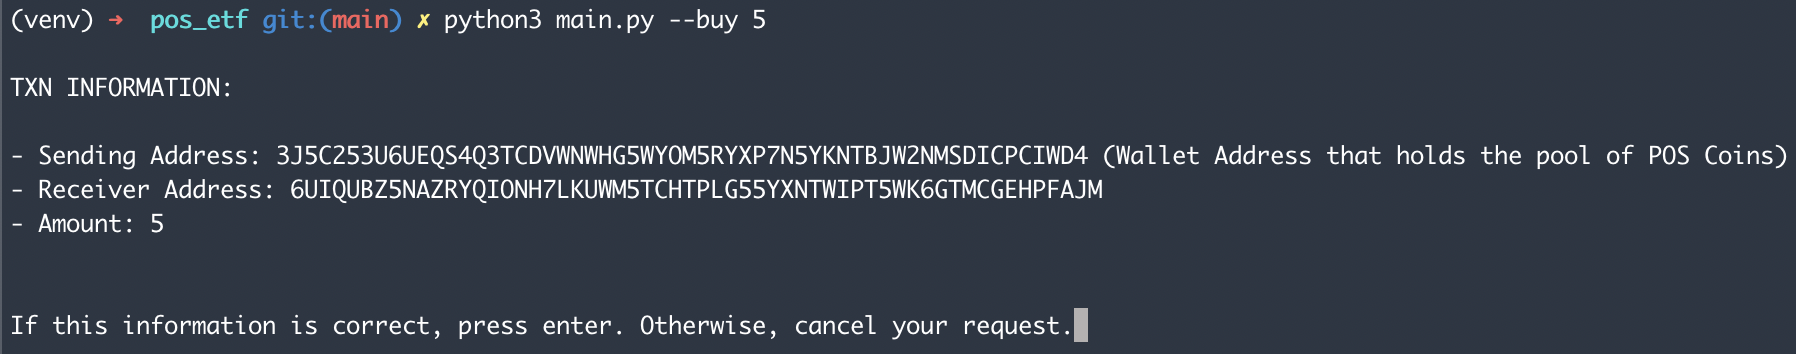 (venv) ➜ pos_etf git:(main) ✗ python3 main.py --buy 5
TXN INFORMATION:
- Sending Address: 3J5C253U6UEQS4Q3TCDVWNWHG5WYOM5RYXP7N5YKNTBJW2NMSDICPCIWD4 (Wallet Address that holds the pool of POS Coins)
- Receiver Address: 6UIQUBZ5NAZRYQIONH7LKUWM5TCHTPLG55YXNTWIPT5WK6GTMCGEHPFAJM
- Amount: 5
If this information is correct, press enter. Otherwise, cancel your request.